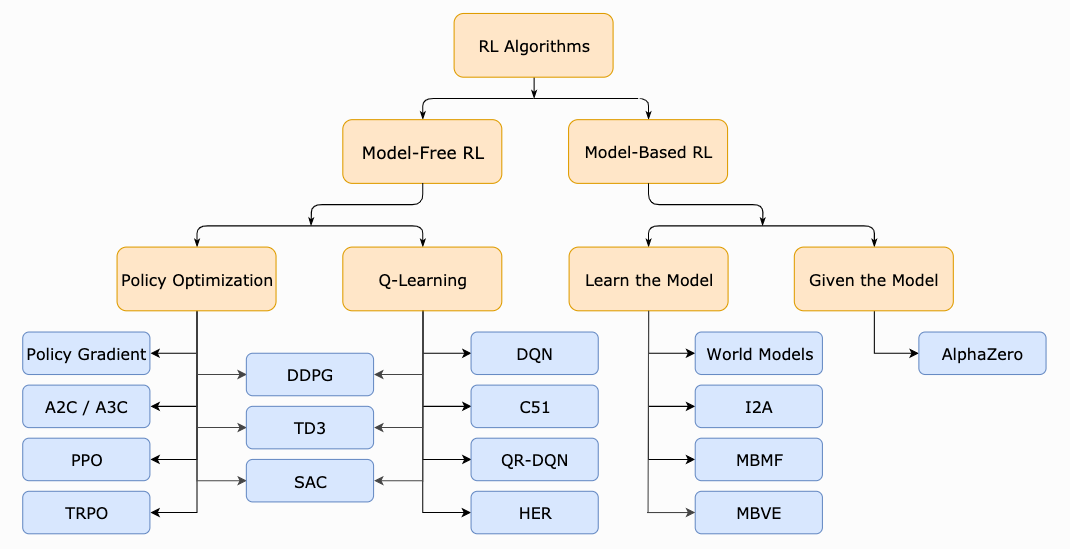 RL Algorithms
Model-Free RL
Model-Based RL
Policy Optimization
Q-Learning
Learn the Model
Given the Model
Policy Gradient
A2C / A3C
PPO
TRPO
DDPG
TD3
SAC
DQN
C51
QR-DQN
HER
World Models
I2A
MBMF
MBVE
AlphaZero